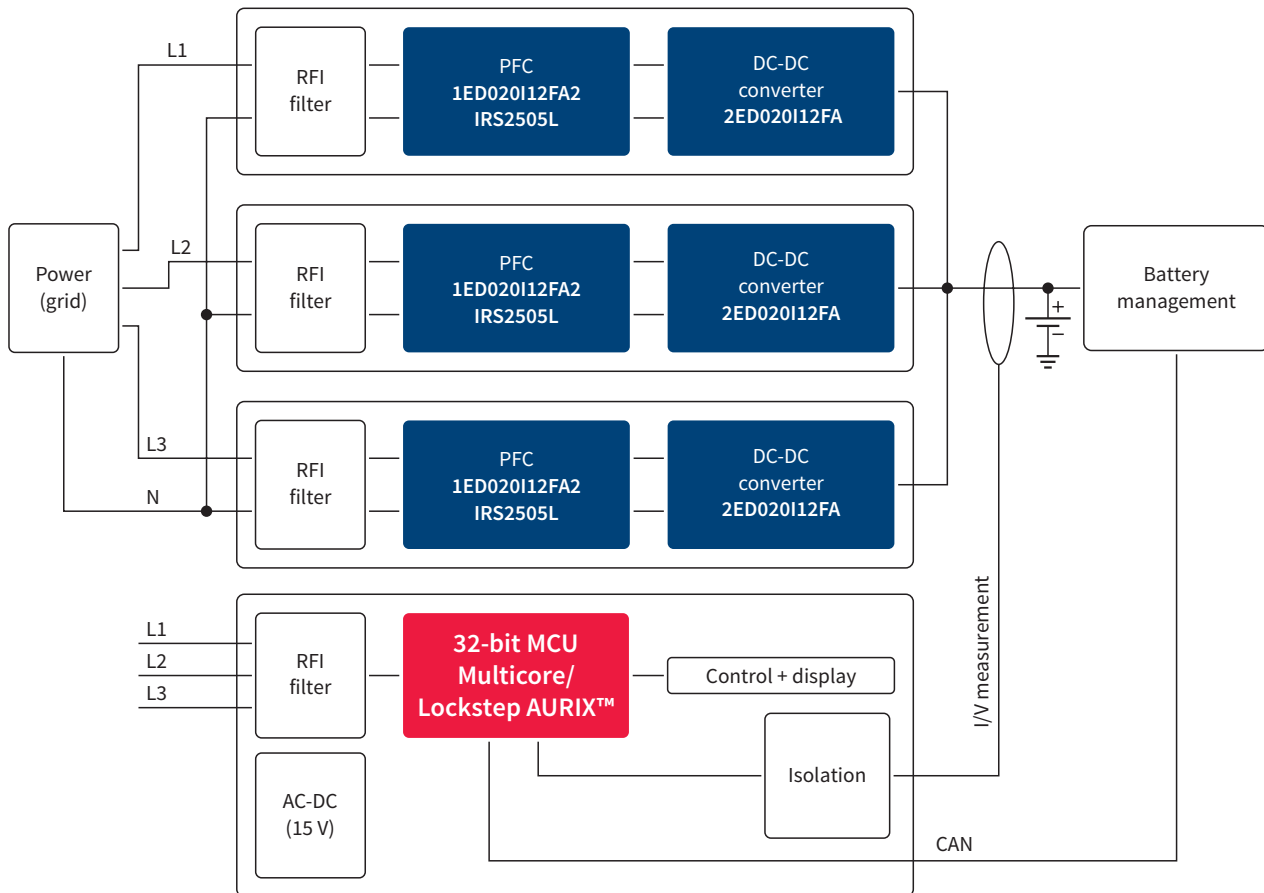 L1
RFI
filter
PFC
1ED020I12FA2
IRS2505L
DC-DC
converter
2ED020I12FA
Power
(grid)
L2
RFI
filter
PFC
1ED020I12FA2
IRS2505L
DC-DC
converter
2ED020I12FA
+
−
Battery
management
L3
N
RFI
filter
PFC
1ED020I12FA2
IRS2505L
DC-DC
converter
2ED020I12FA
L1
L2
L3
RFI
filter
32-bit MCU
Multicore/
Lockstep AURIX™
Control + display
I/V measurement
AC-DC
(15 V)
Isolation
CAN